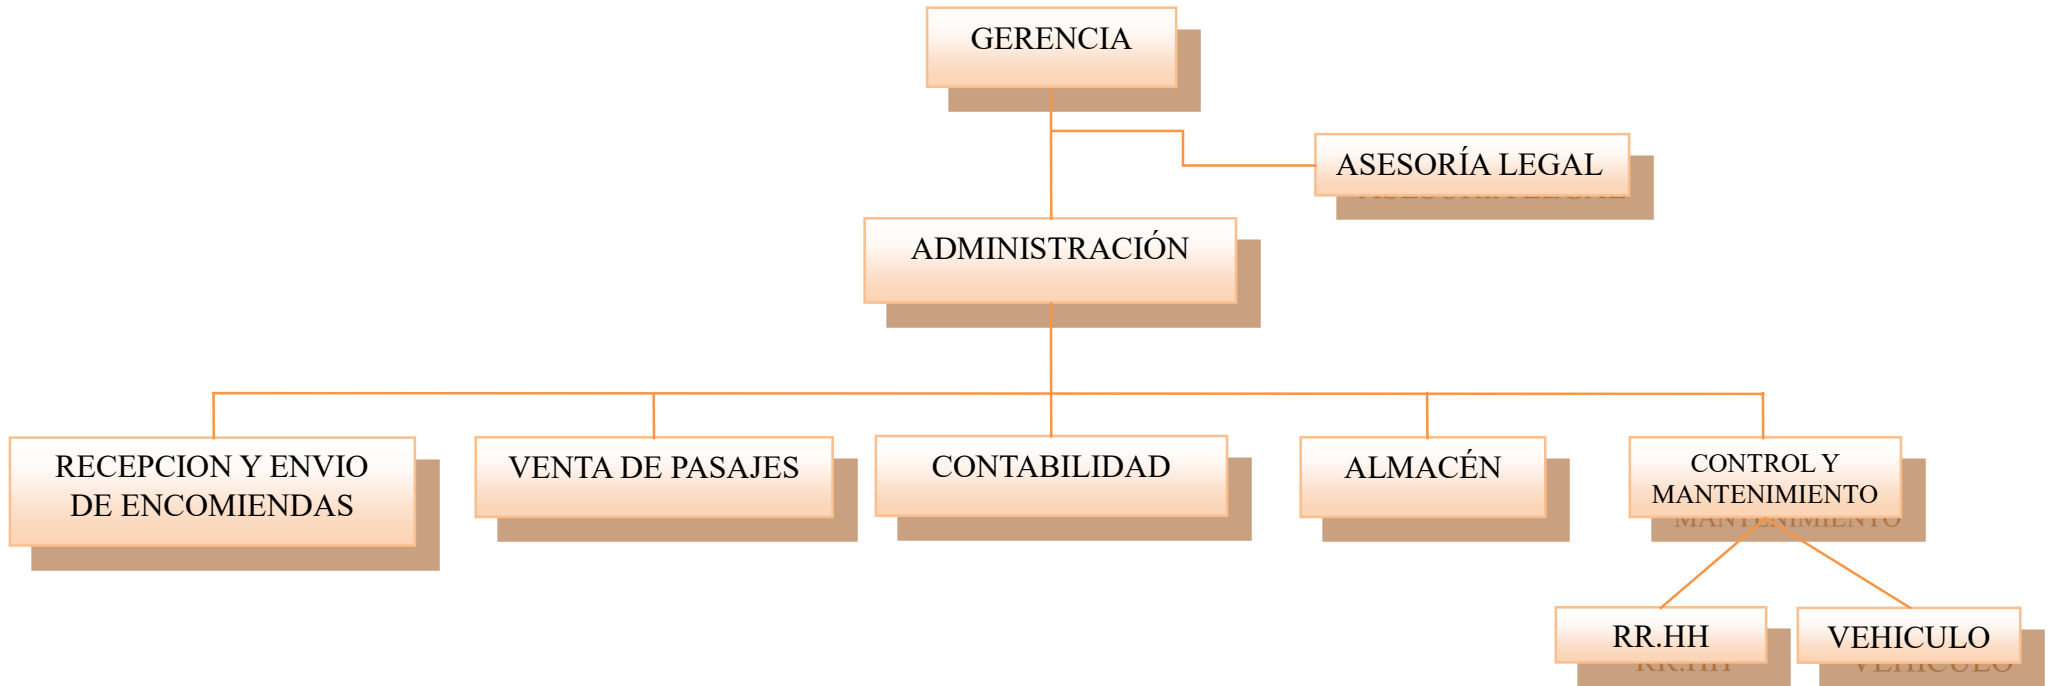 GERENCIA
ASESORÍA LEGAL
ADMINISTRACIÓN
RECEPCION Y ENVIO
DE ENCOMIENDAS
VENTA DE PASAJES
CONTABILIDAD
ALMACÉN
CONTROL Y
MANTENIMIENTO
RR.HH
VEHICULO